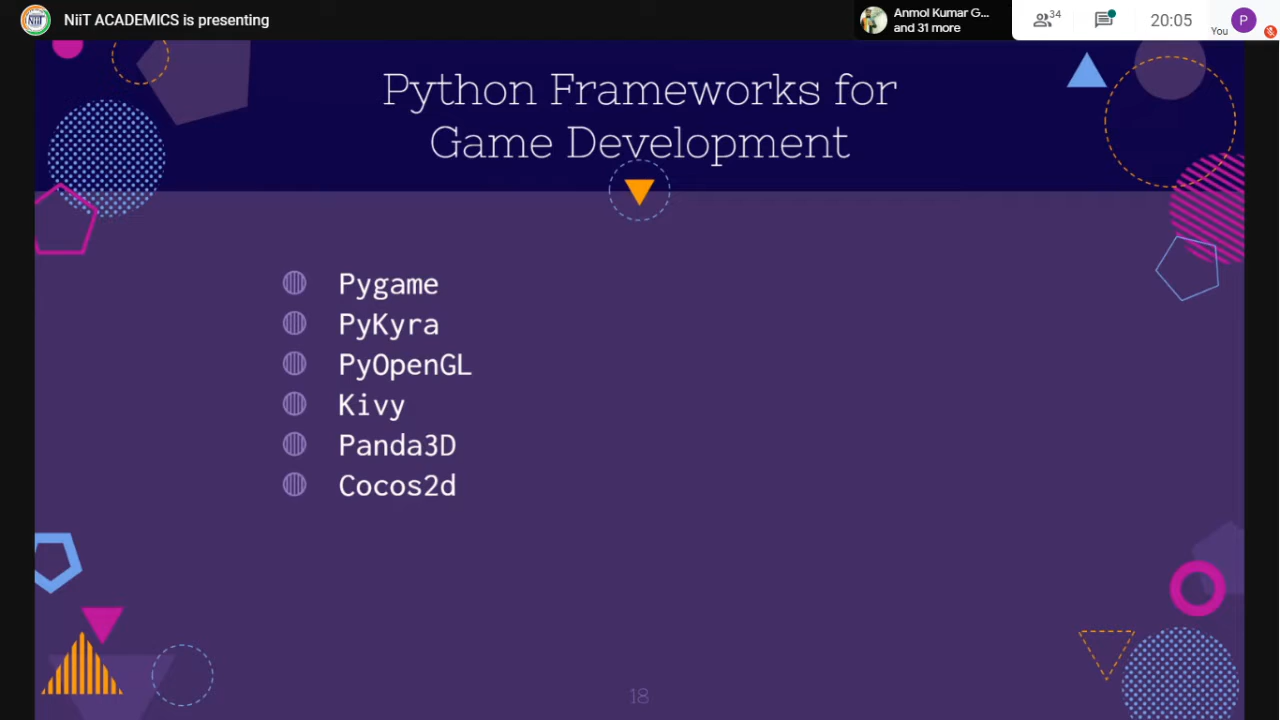 NiiT ACADEMICS is presenting
Anmol Kumar G...
and 31 more
34
20:05
You
P
Python Frameworks for
Game Development
Pygame
PyKyra
PyOpenGL
Kivy
Panda3D
Cocos2d
18